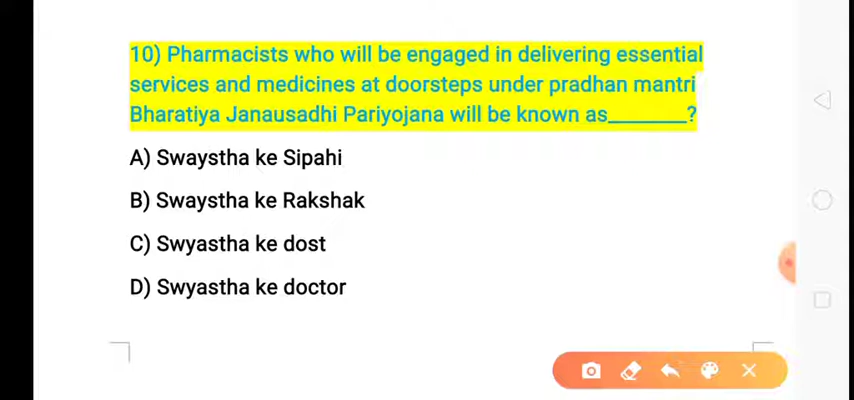 10) Pharmacists who will be engaged in delivering essential
services and medicines at doorsteps under pradhan mantri
Bharatiya Janausadhi Pariyojana will be known as________?
A) Swaystha ke Sipahi
B) Swaystha ke Rakshak
C) Swyastha ke dost
D) Swyastha ke doctor